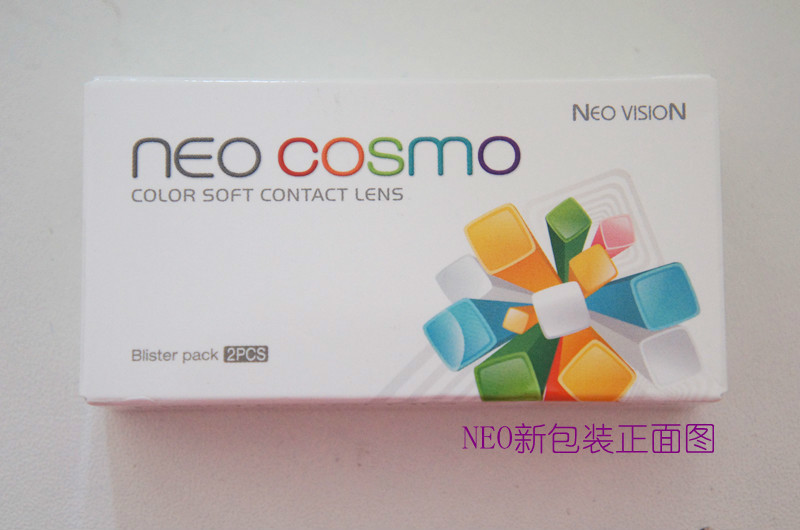 NEO VISION
neo cosmo
COLOR SOFT CONTACT LENS
Blister pack 2PCS
NEO新包装正面图